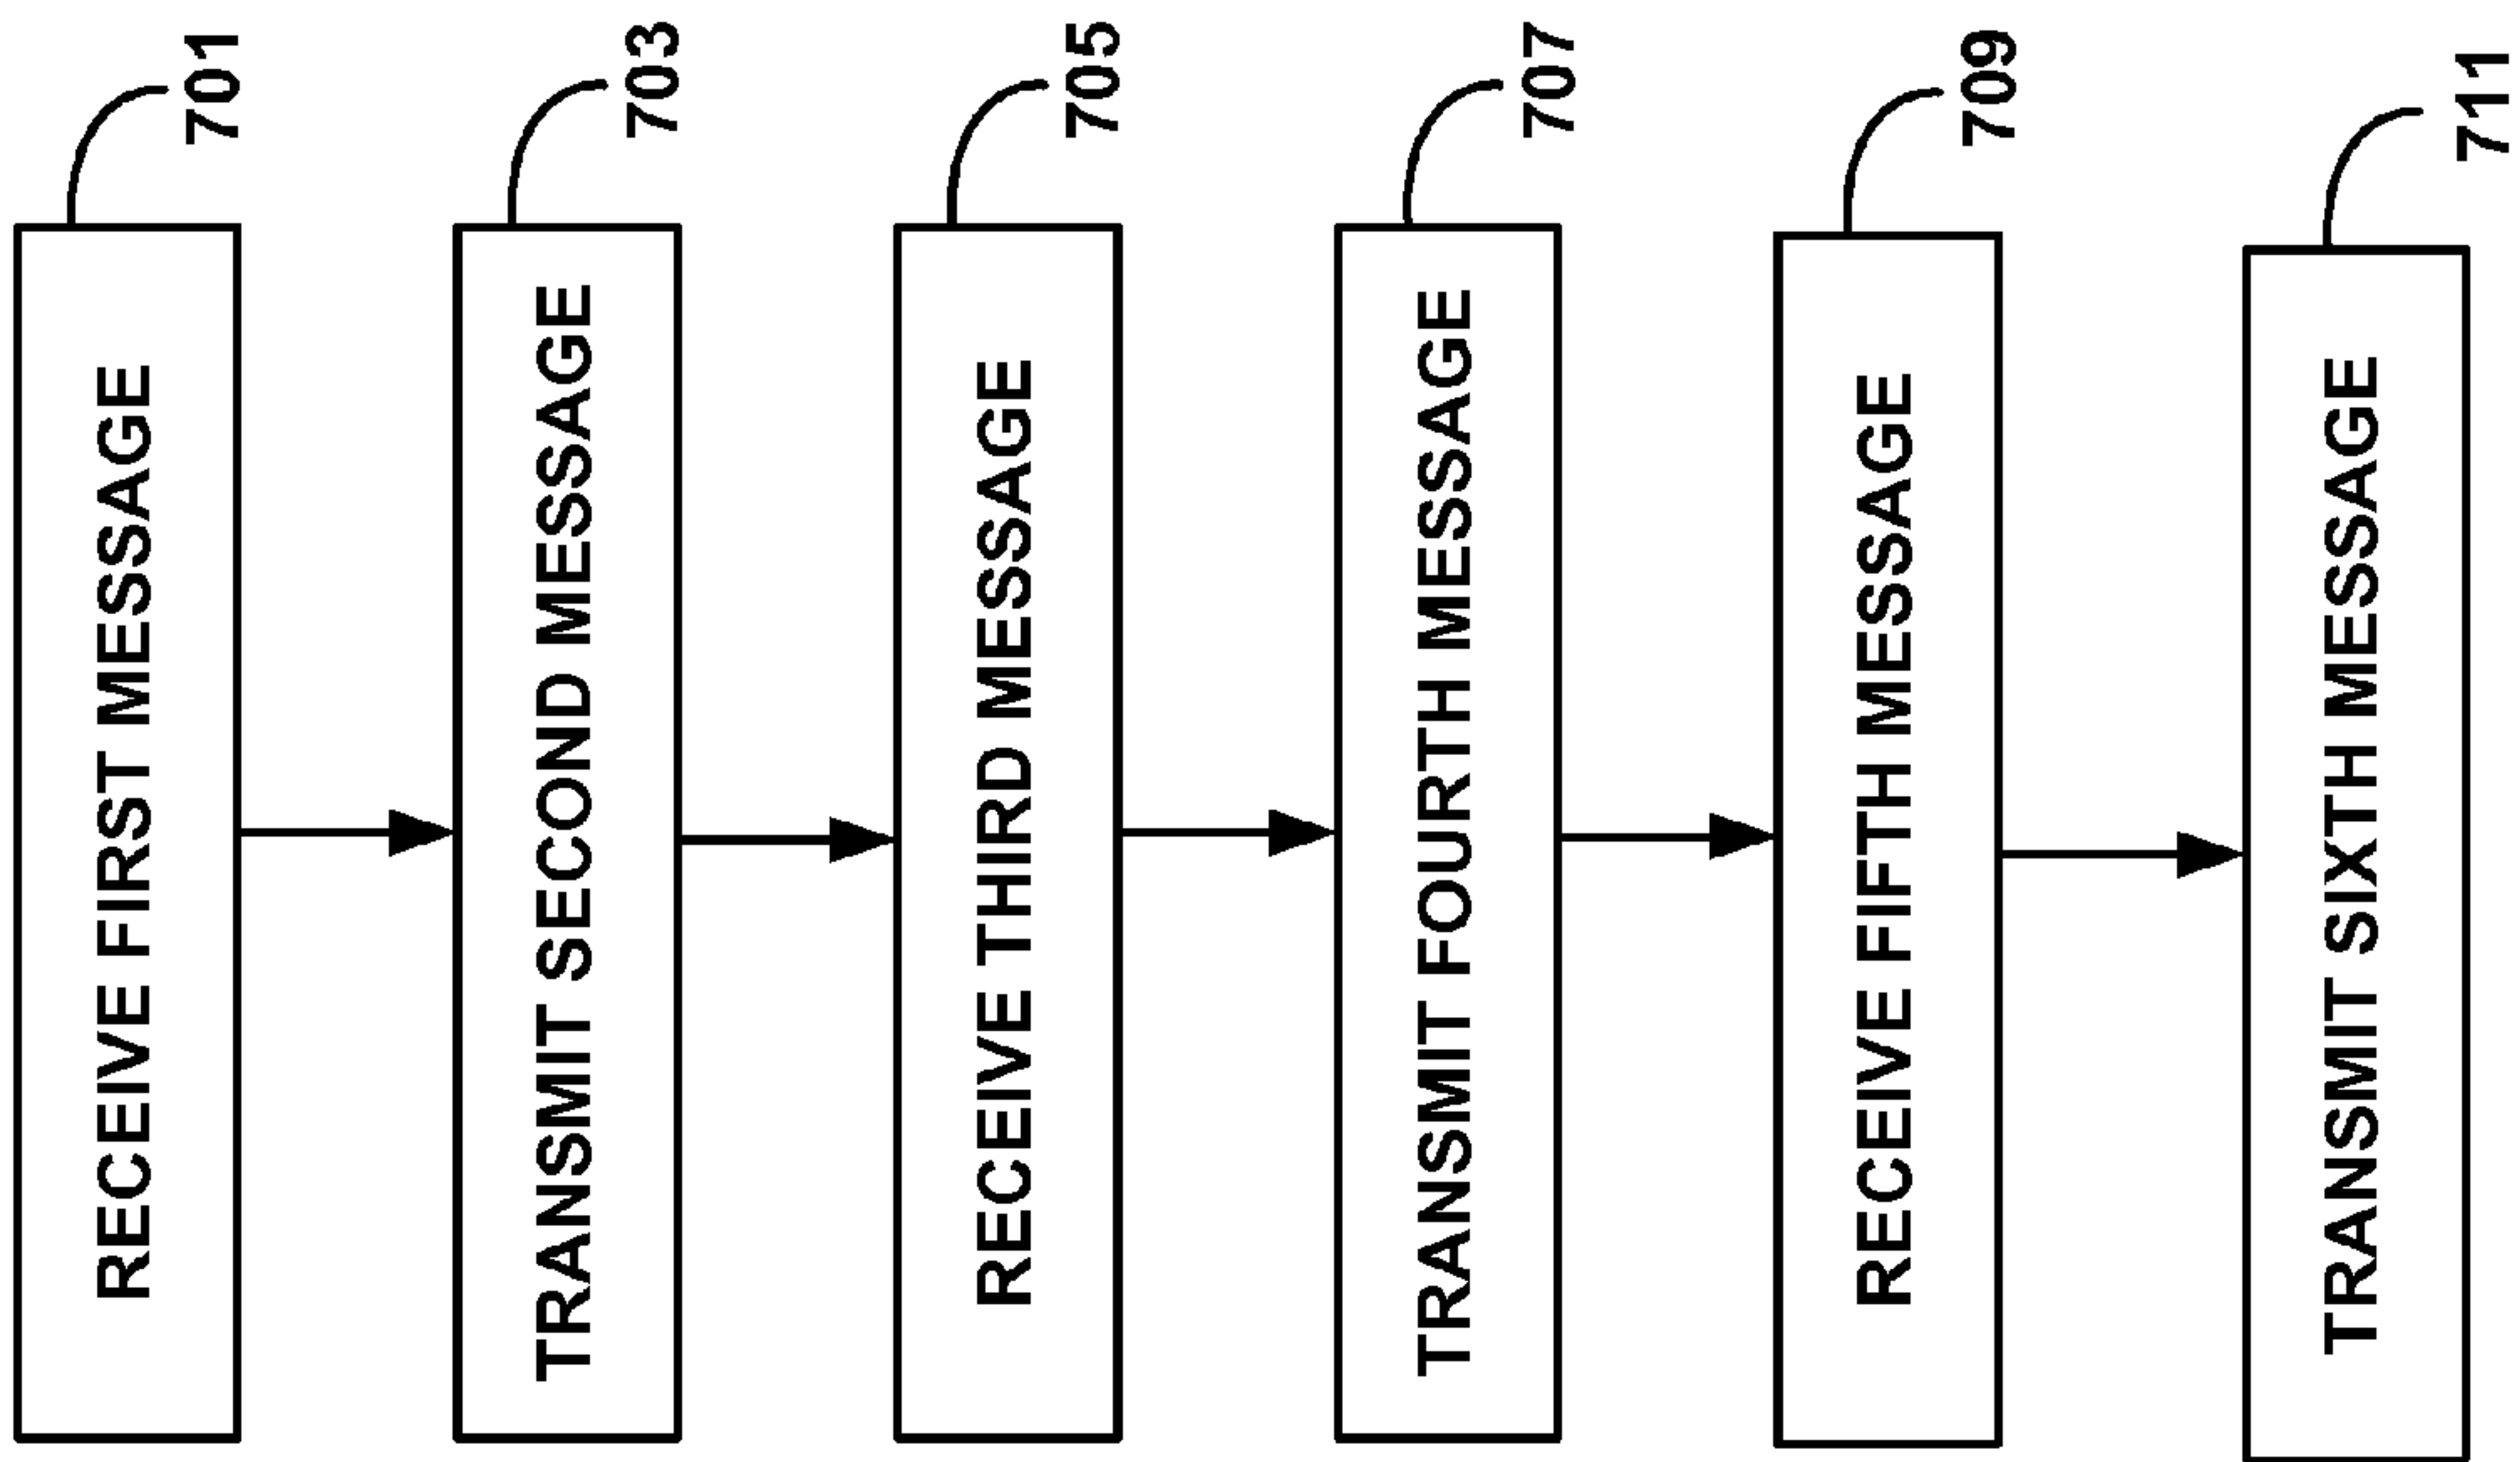 RECEIVE FIRST MESSAGE
701
TRANSMIT SECOND MESSAGE
703
RECEIVE THIRD MESSAGE
705
TRANSMIT FOURTH MESSAGE
707
RECEIVE FIFTH MESSAGE
709
TRANSMIT SIXTH MESSAGE
711